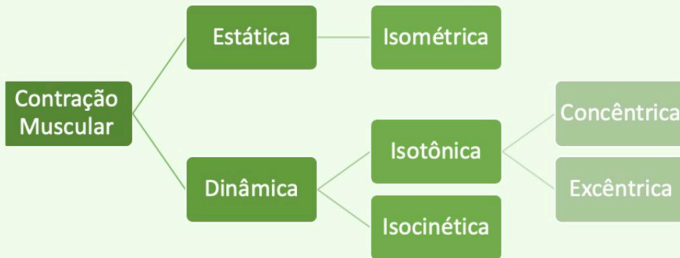 Estática
Isométrica
Contração
Muscular
Concêntrica
Isotônica
Dinâmica
Excêntrica
Isocinética